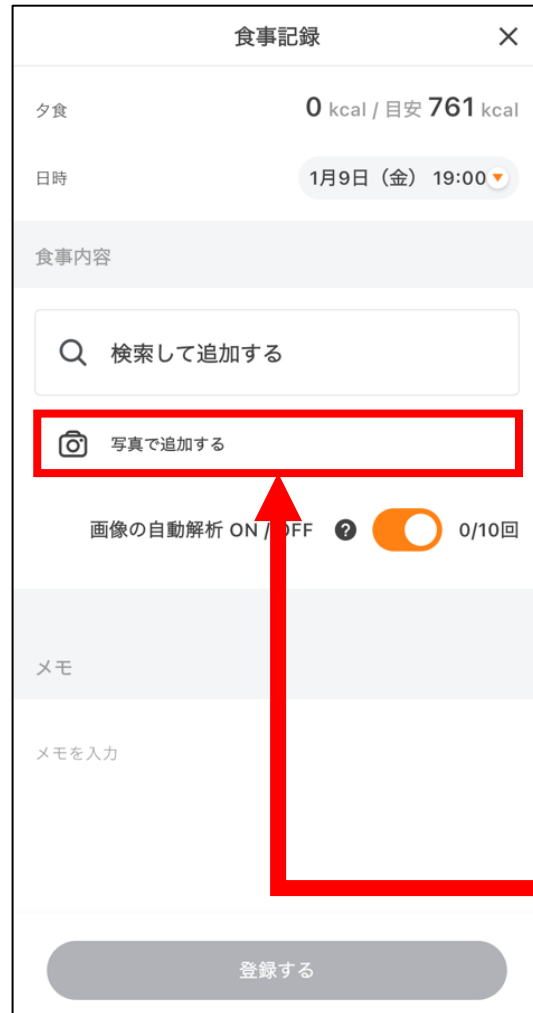 食事記録
夕食 0 kcal / 目安 761 kcal
日時 1月9日（金） 19:00
食事内容
検索して追加する
写真で追加する
画像の自動解析 ON / OFF ? 0/10回
メモ
メモを入力
登録する